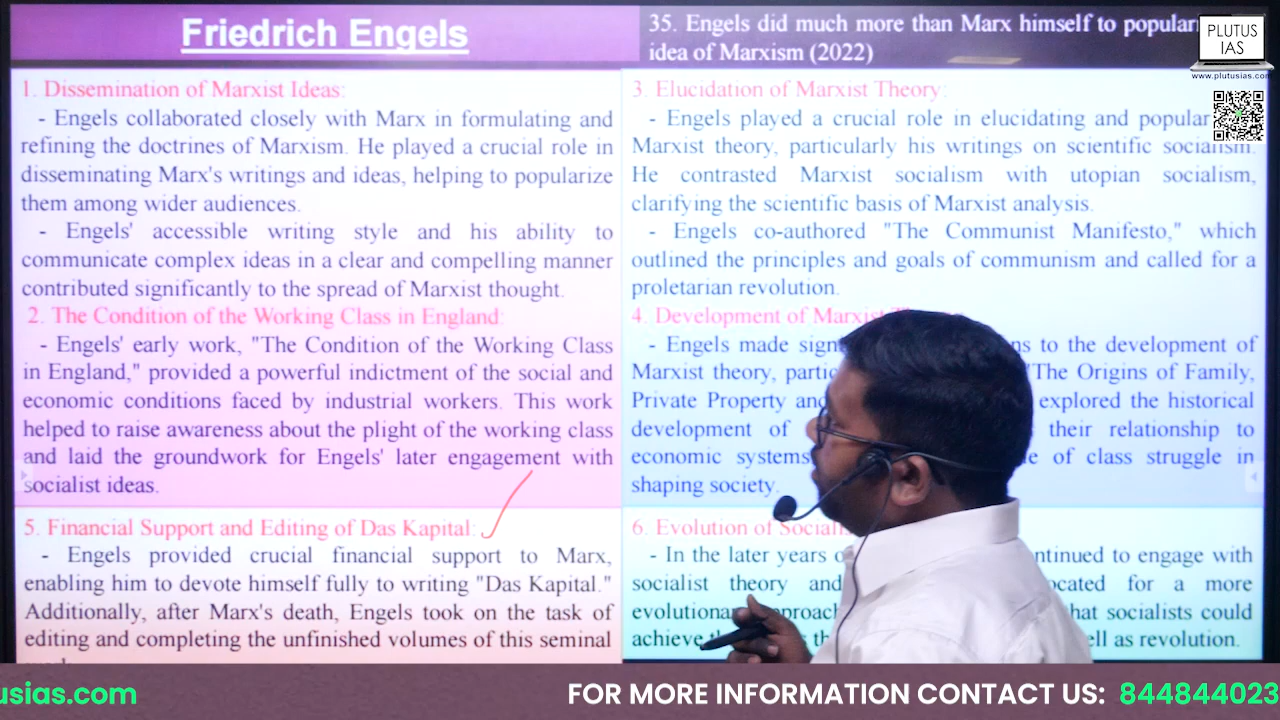 Friedrich Engels
35. Engels did much more than Marx himself to
idea of Marxism (2022)
PLUTUS
IAS
www.plutusias.com
1. Dissemination of Marxist Ideas:
- Engels collaborated closely with Marx in formulating and
refining the doctrines of Marxism. He played a crucial role in
disseminating Marx's writings and ideas, helping to popularize
them among wider audiences.
- Engels' accessible writing style and his ability to
communicate complex ideas in a clear and compelling manner
contributed significantly to the spread of Marxist thought.
2. The Condition of the Working Class in England:
- Engels' early work, "The Condition of the Working Class
in England," provided a powerful indictment of the social and
economic conditions faced by industrial workers. This work
helped to raise awareness about the plight of the working class
and laid the groundwork for Engels' later engagement with
socialist ideas.
5. Financial Support and Editing of Das Kapital:
- Engels provided crucial financial support to Marx,
enabling him to devote himself fully to writing "Das Kapital."
Additionally, after Marx's death, Engels took on the task of
editing and completing the unfinished volumes of this seminal
3. Elucidation of Marxist Theory:
- Engels played a crucial role in elucidating and
Marxist theory, particularly his writings on scientific socialism.
He contrasted Marxist socialism with utopian socialism,
clarifying the scientific basis of Marxist analysis.
- Engels co-authored "The Communist Manifesto," which
outlined the principles and goals of communism and called for a
proletarian revolution.
4. Development of
- Engels made to the development of
Marxist theory, "The Origins of Family,
Private Property explored the historical
development of their relationship to
economic systems of class struggle in
shaping society.
6. Evolution of
- In the later years to engage with
socialist theory and for a more
socialists could
achieve as revolution.
usias.com
FOR MORE INFORMATION CONTACT US: 844844023